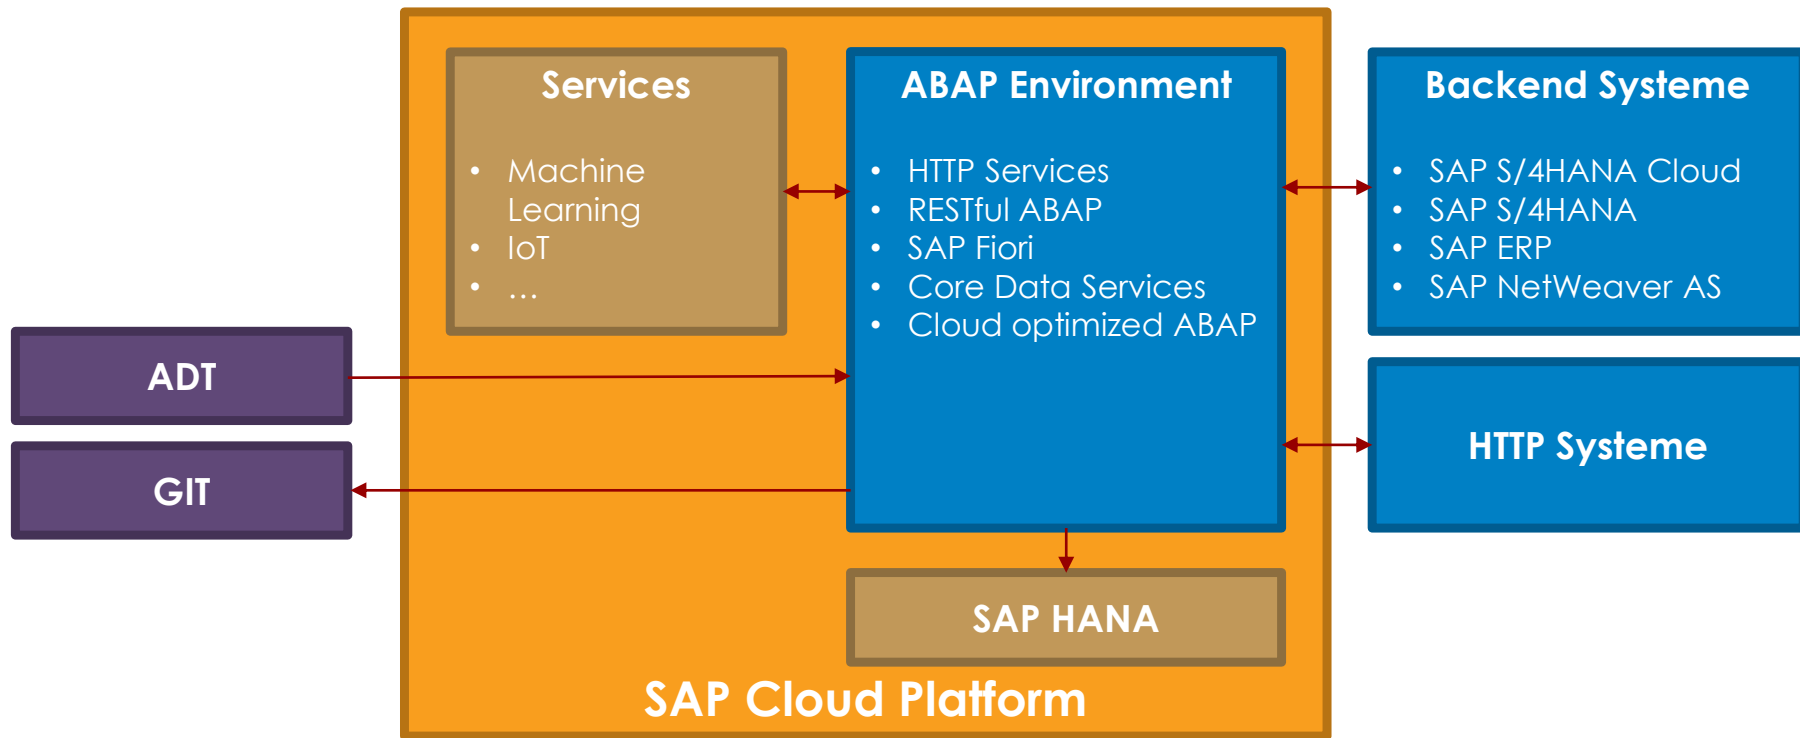 Services
• Machine
Learning
• IoT
• ...
ABAP Environment
• HTTP Services
• RESTful ABAP
• SAP Fiori
• Core Data Services
• Cloud optimized ABAP
Backend Systeme
• SAP S/4HANA Cloud
• SAP S/4HANA
• SAP ERP
• SAP NetWeaver AS
ADT
GIT
HTTP Systeme
SAP HANA
SAP Cloud Platform